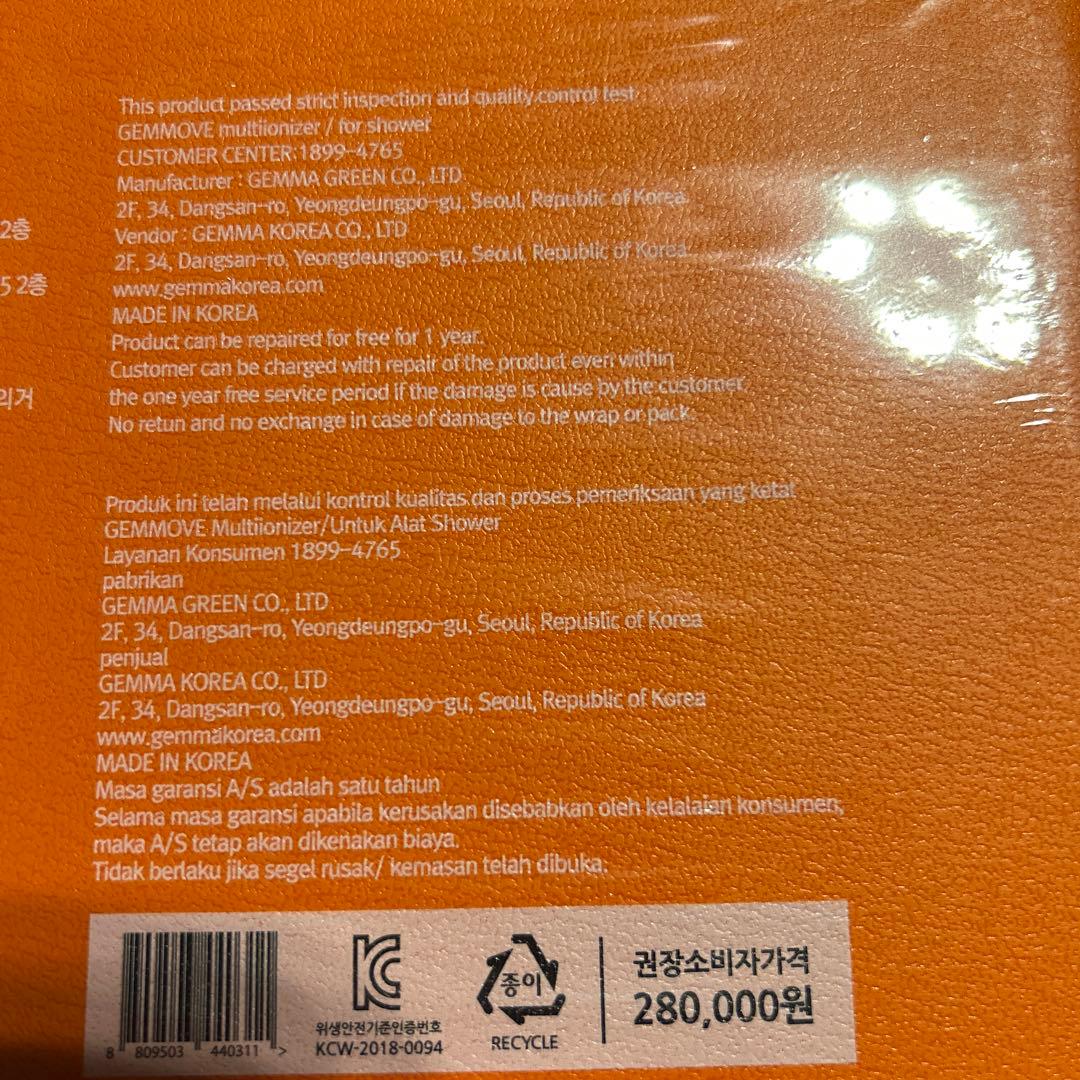 2층
5 2층
의거
This product passed strict inspection and quality control test
GEMMOVE multiionizer / for shower
CUSTOMER CENTER:1899-4765
Manufacturer : GEMMA GREEN CO., LTD
2F, 34, Dangsan-ro, Yeongdeungpo-gu, Seoul, Republic of Korea
Vendor : GEMMA KOREA CO., LTD
2F, 34, Dangsan-ro, Yeongdeungpo-gu, Seoul, Republic of Korea
www.gemmakorea.com
MADE IN KOREA
Product can be repaired for free for 1 year.
Customer can be charged with repair of the product even within
the one year free service period if the damage is cause by the customer.
No retun and no exchange in case of damage to the wrap or pack.
Produk ini telah melalui kontrol kualitas dan proses pemeriksaan yang ketat
GEMMOVE Multiionizer/Untuk Alat Shower
Layanan Konsumen 1899-4765
pabrikan
GEMMA GREEN CO., LTD
2F, 34, Dangsan-ro, Yeongdeungpo-gu, Seoul, Republic of Korea
penjual
GEMMA KOREA CO., LTD
2F, 34, Dangsan-ro, Yeongdeungpo-gu, Seoul, Republic of Korea
www.gemmakorea.com
MADE IN KOREA
Masa garansi A/S adalah satu tahun
Selama masa garansi apabila kerusakan disebabkan oleh kelalaian konsumen,
maka A/S tetap akan dikenakan biaya.
Tidak berlaku jika segel rusak/ kemasan telah dibuka.
8 809503 440311 >
KC
위생안전기준인증번호
KCW-2018-0094
종이
RECYCLE
권장소비자가격
280,000원